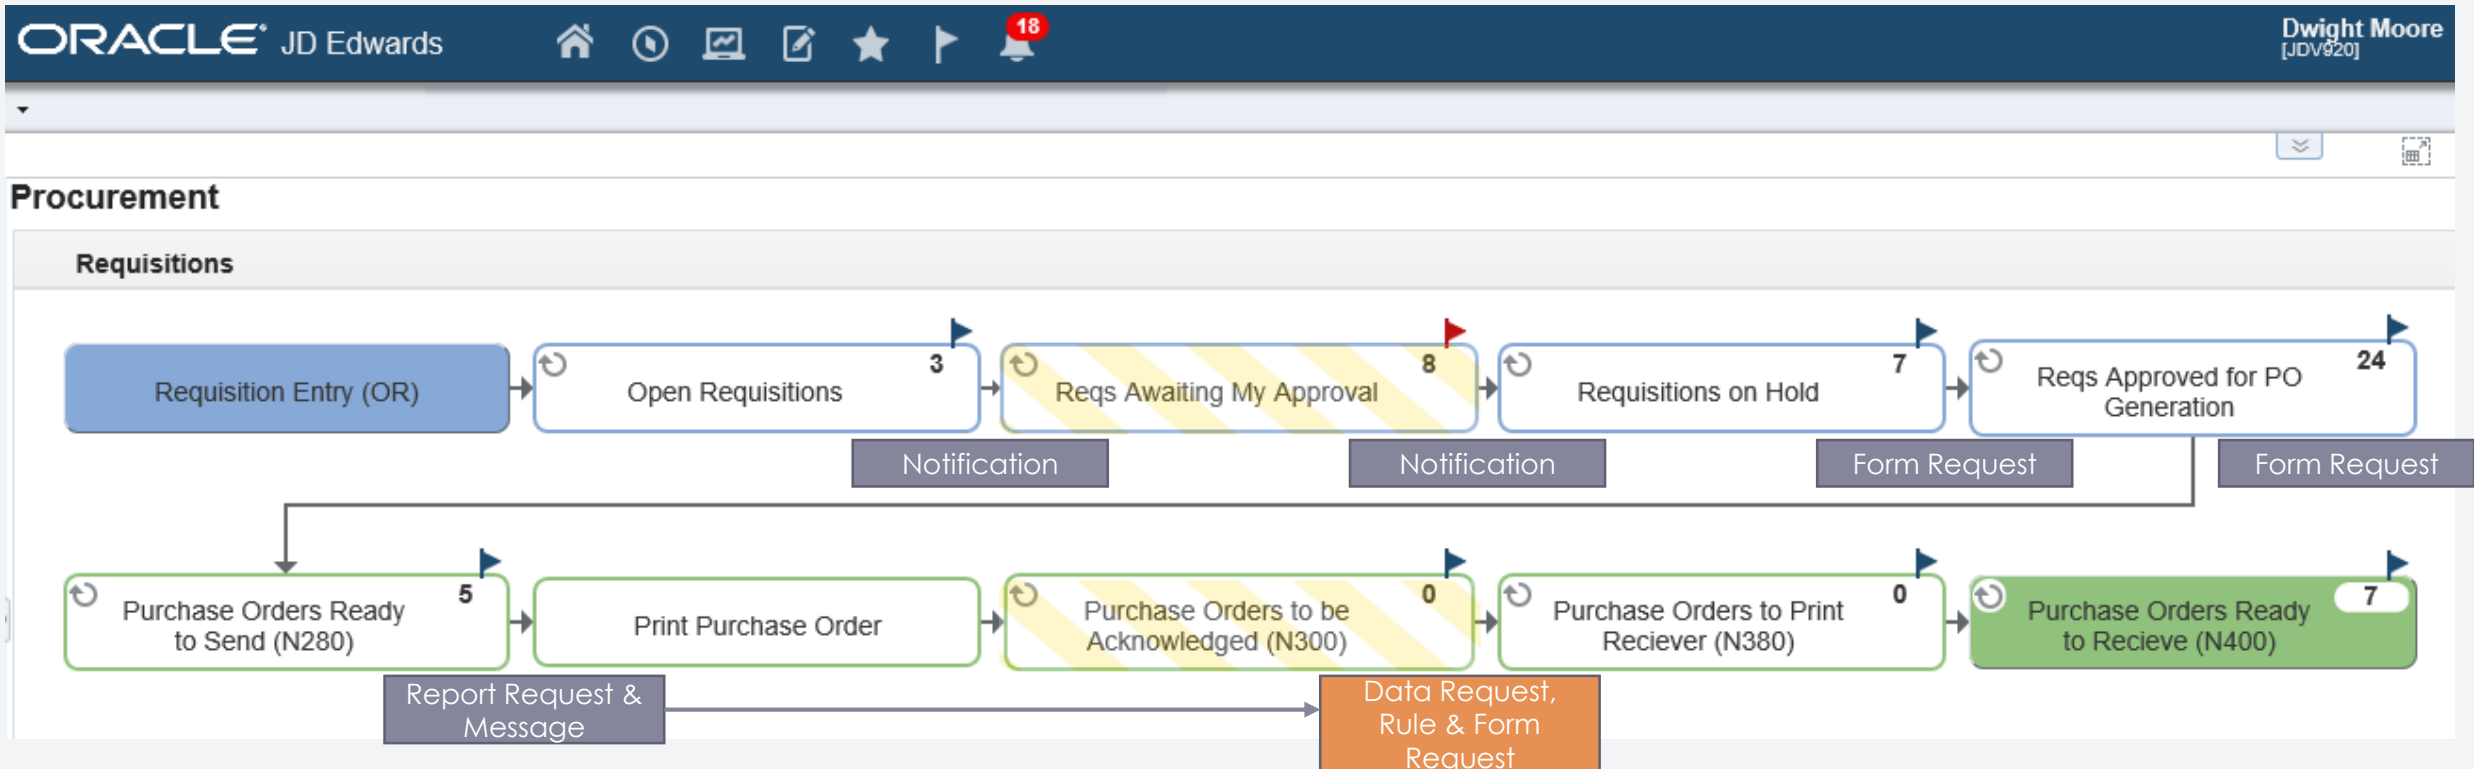 ORACLE JD Edwards
18
Dwight Moore
[JDV920]
Procurement
Requisitions
Requisition Entry (OR)
3
Open Requisitions
8
Reqs Awaiting My Approval
7
Requisitions on Hold
24
Reqs Approved for PO
Generation
Notification
Notification
Form Request
Form Request
5
Purchase Orders Ready
to Send (N280)
Print Purchase Order
0
Purchase Orders to be
Acknowledged (N300)
0
Purchase Orders to Print
Reciever (N380)
7
Purchase Orders Ready
to Recieve (N400)
Report Request &
Message
Data Request,
Rule & Form
Request